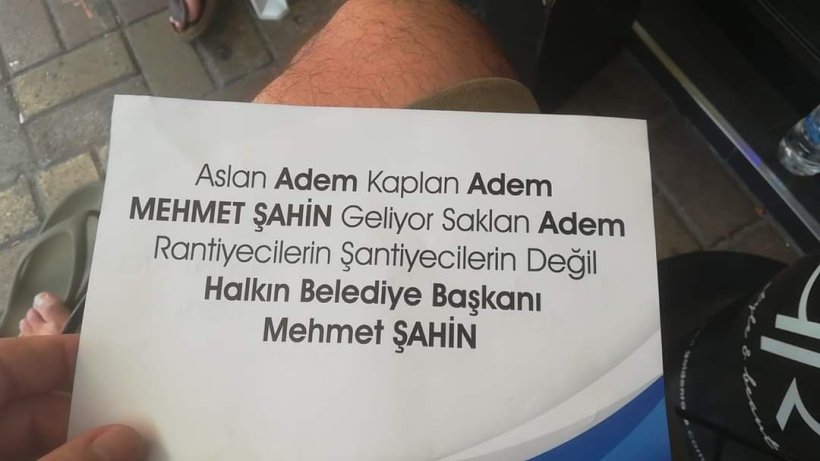 Aslan Adem Kaplan Adem
MEHMET ŞAHİN Geliyor Saklan Adem
Rantiyecilerin Şantiyecilerin Değil
Halkın Belediye Başkanı
Mehmet ŞAHİN